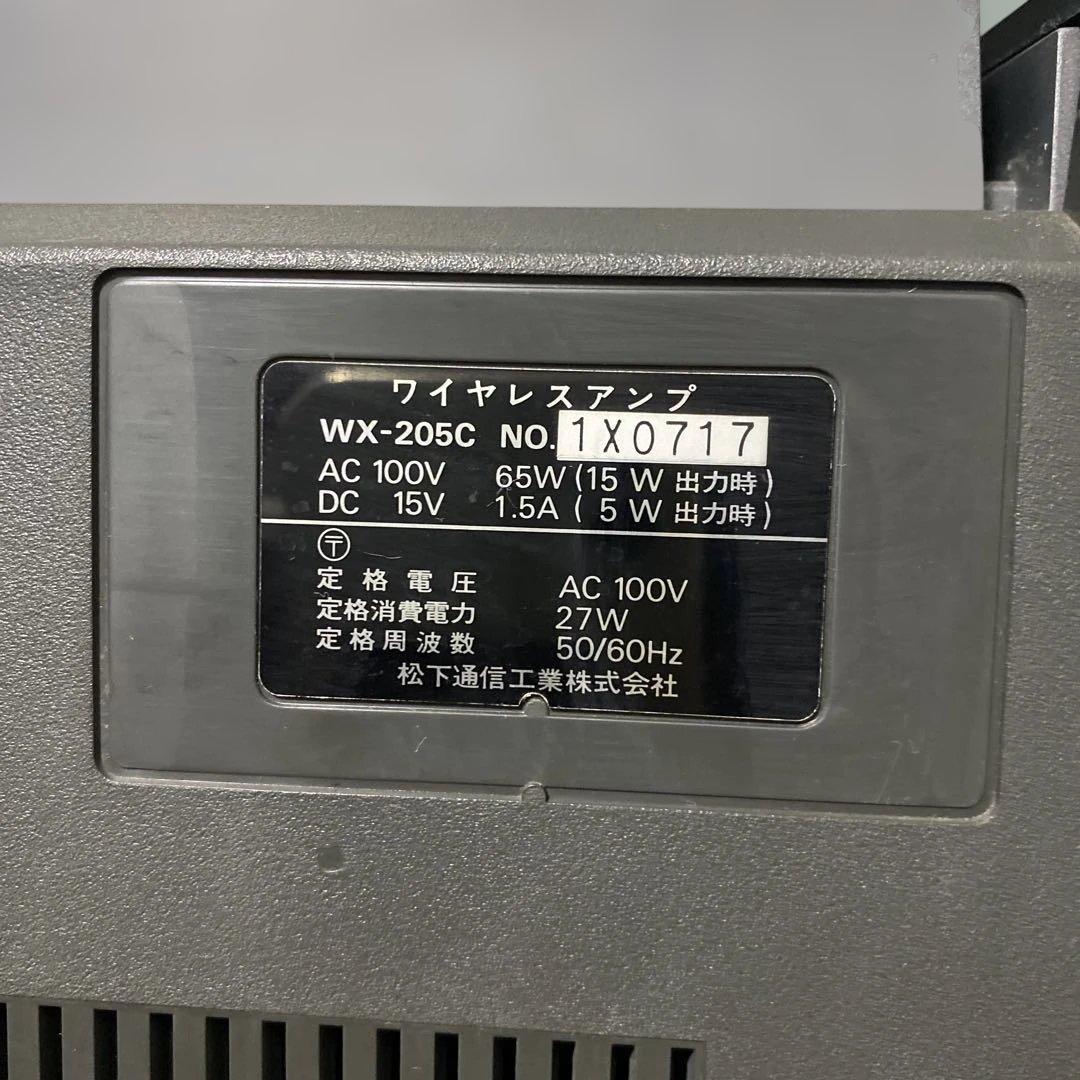 ワイヤレスアンプ
WX-205C NO. 1X0717
AC 100V 65W (15 W 出力時)
DC 15V 1.5A ( 5 W 出力時)
〶
定格電圧 AC 100V
定格消費電力 27W
定格周波数 50/60Hz
松下通信工業株式会社